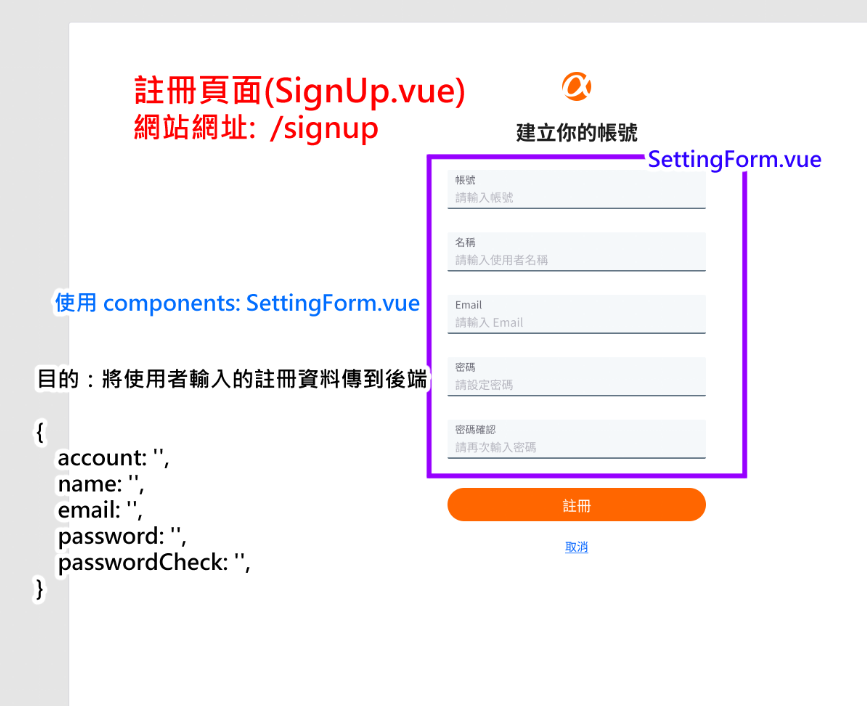 註冊頁面(SignUp.vue)
網站網址: /signup
建立你的帳號
SettingForm.vue
帳號
請輸入帳號
名稱
請輸入使用者名稱
Email
請輸入 Email
密碼
請設定密碼
密碼確認
請再次輸入密碼
註冊
取消
使用 components: SettingForm.vue
目的：將使用者輸入的註冊資料傳到後端
{
account: '',
name: '',
email: '',
password: '',
passwordCheck: '',
}